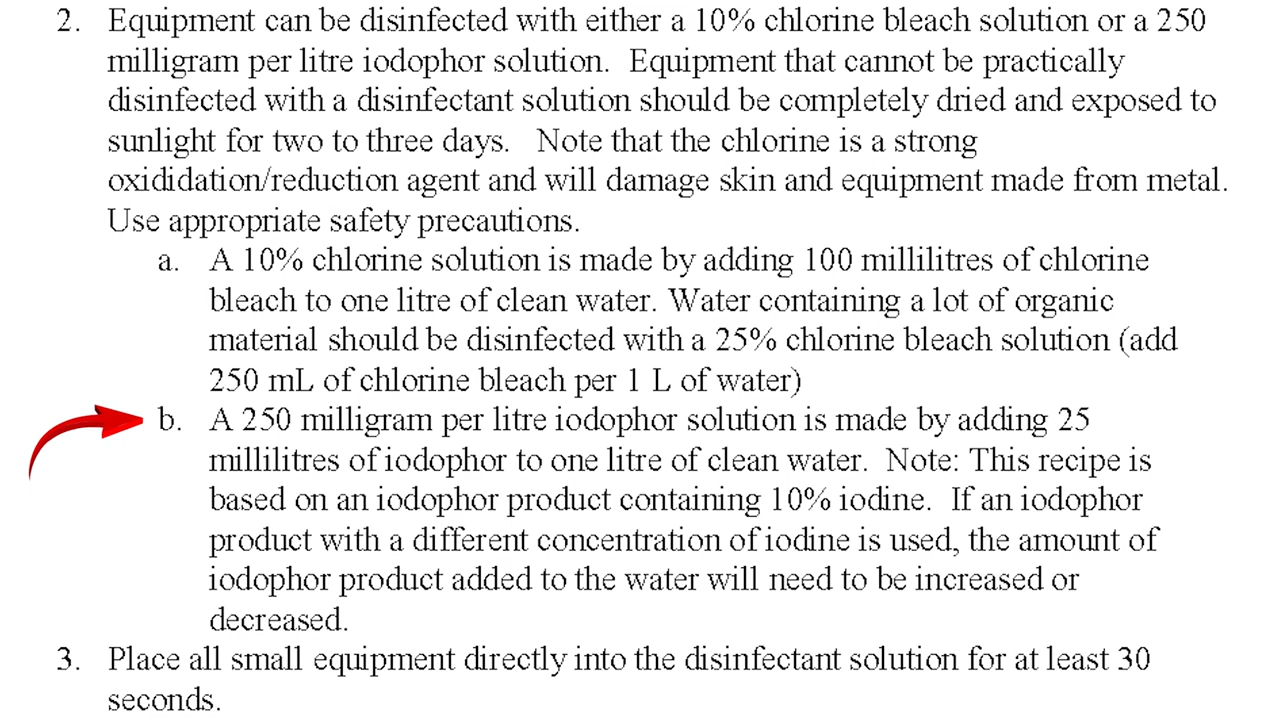 2. Equipment can be disinfected with either a 10% chlorine bleach solution or a 250
milligram per litre iodophor solution. Equipment that cannot be practically
disinfected with a disinfectant solution should be completely dried and exposed to
sunlight for two to three days. Note that the chlorine is a strong
oxididation/reduction agent and will damage skin and equipment made from metal.
Use appropriate safety precautions.
a. A 10% chlorine solution is made by adding 100 millilitres of chlorine
bleach to one litre of clean water. Water containing a lot of organic
material should be disinfected with a 25% chlorine bleach solution (add
250 mL of chlorine bleach per 1 L of water)
b. A 250 milligram per litre iodophor solution is made by adding 25
millilitres of iodophor to one litre of clean water. Note: This recipe is
based on an iodophor product containing 10% iodine. If an iodophor
product with a different concentration of iodine is used, the amount of
iodophor product added to the water will need to be increased or
decreased.
3. Place all small equipment directly into the disinfectant solution for at least 30
seconds.